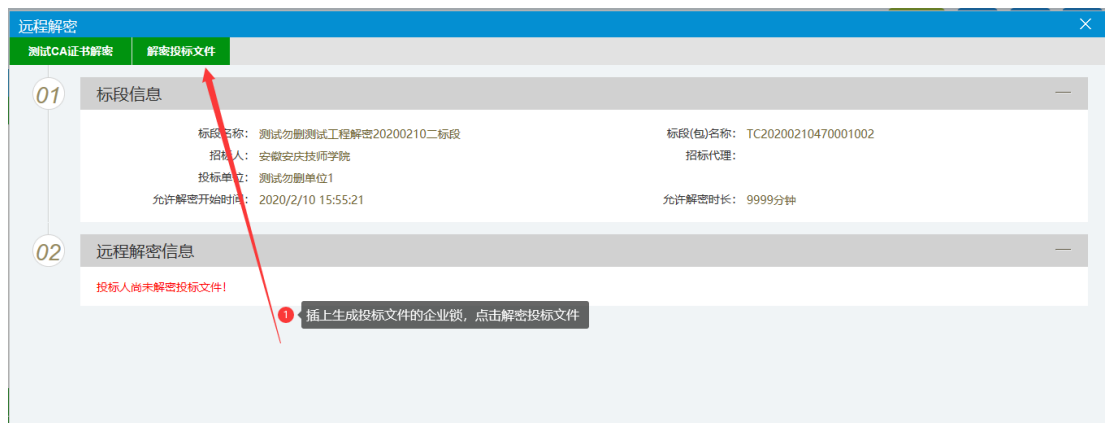 远程解密
测试CA证书解密 解密投标文件
01 标段信息
标段名称： 测试勿删测试工程解密20200210二标段 标段(包)名称： TC20200210470001002
招标人： 安徽安庆技师学院 招标代理：
投标单位： 测试勿删单位1
允许解密开始时间： 2020/2/10 15:55:21 允许解密时长： 9999分钟
02 远程解密信息
投标人尚未解密投标文件！
1 插上生成投标文件的企业锁，点击解密投标文件